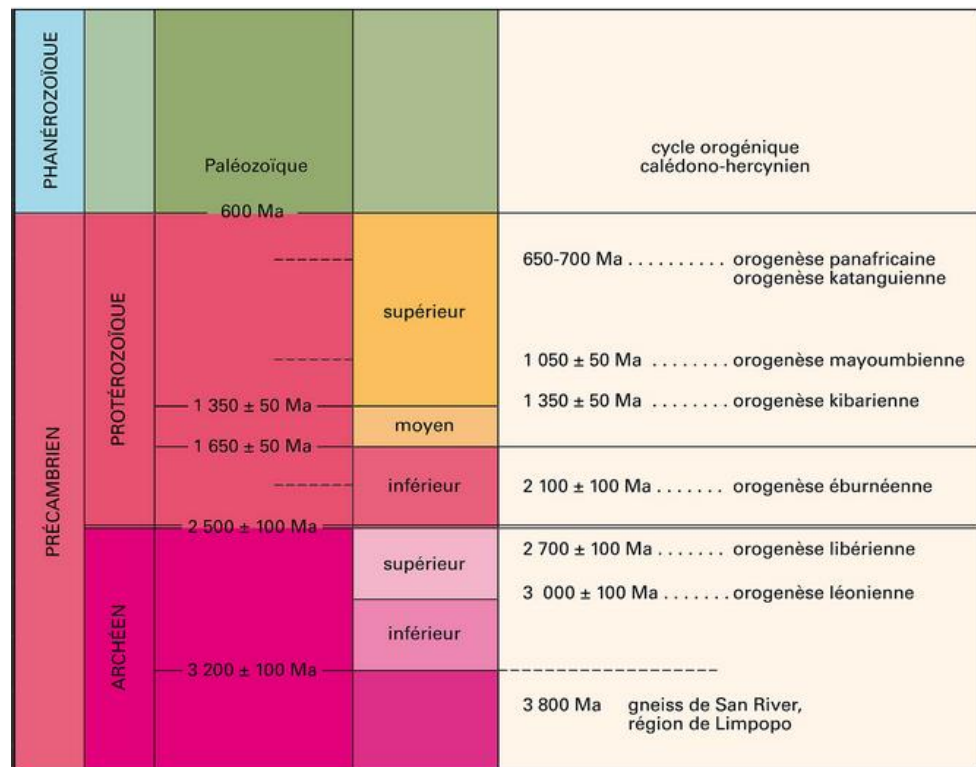 PHANÉROZOÏQUE
Paléozoïque
cycle orogénique
calédono-hercynien
600 Ma
PRÉCAMBRIEN
PROTÉROZOÏQUE
supérieur
650-700 Ma . . . . . . . . . . orogenèse panafricaine
orogenèse katanguienne
1 050 ± 50 Ma . . . . . . . orogenèse mayoumbienne
1 350 ± 50 Ma
1 350 ± 50 Ma . . . . . . . orogenèse kibarienne
moyen
1 650 ± 50 Ma
inférieur
2 100 ± 100 Ma . . . . . . . orogenèse éburnéenne
2 500 ± 100 Ma
ARCHÉEN
supérieur
2 700 ± 100 Ma . . . . . . . orogenèse libérienne
3 000 ± 100 Ma . . . . . . . orogenèse léonienne
inférieur
3 200 ± 100 Ma
3 800 Ma gneiss de San River,
région de Limpopo